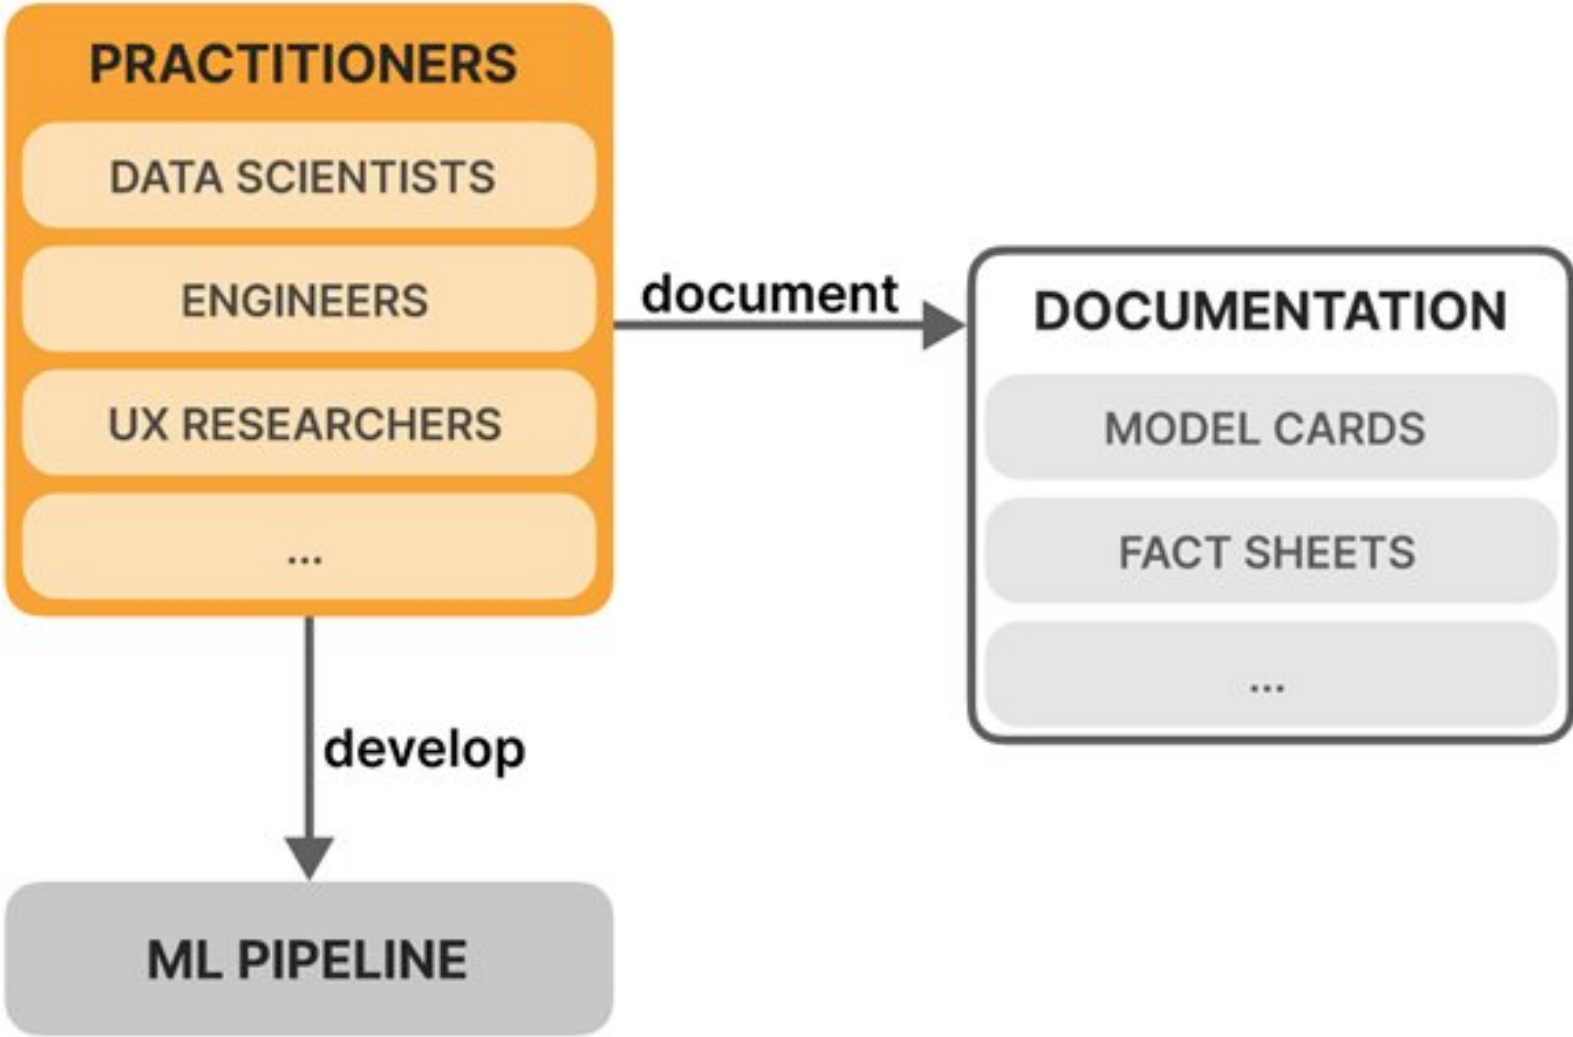 PRACTITIONERS
DATA SCIENTISTS
ENGINEERS
UX RESEARCHERS
...
document
DOCUMENTATION
MODEL CARDS
FACT SHEETS
...
develop
ML PIPELINE